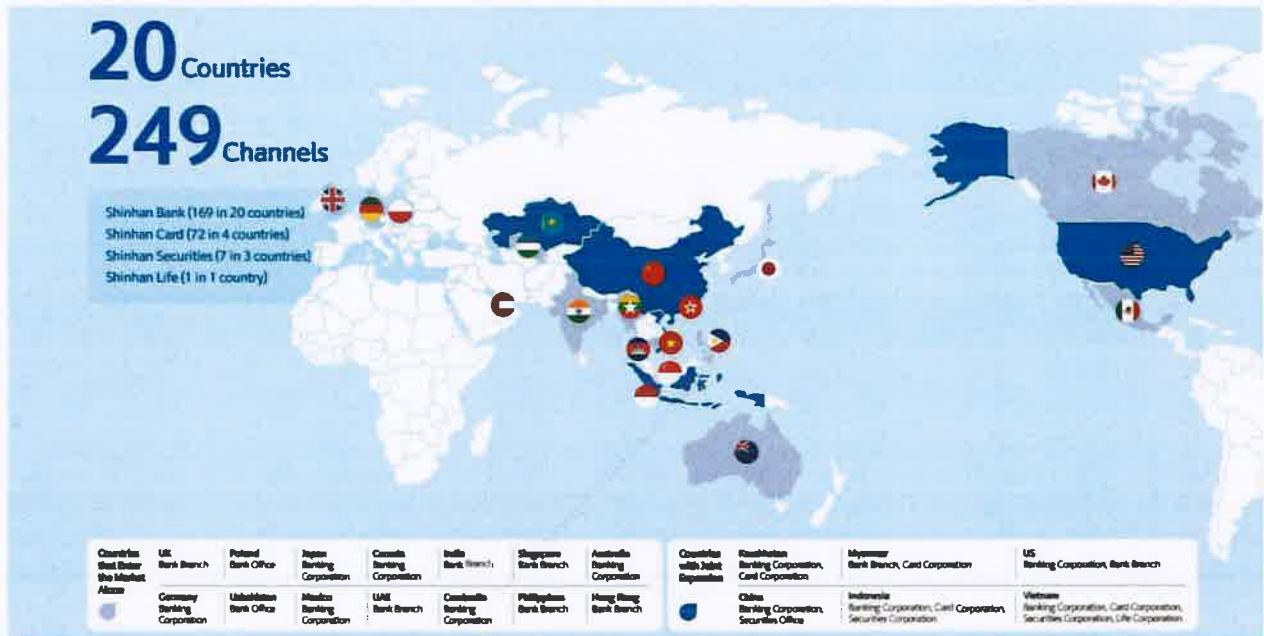 20 Countries
249 Channels
Shinhan Bank (169 in 20 countries)
Shinhan Card (72 in 4 countries)
Shinhan Securities (7 in 3 countries)
Shinhan Life (1 in 1 country)
Countries
that Enter
the Market
Alone
UK
Bank Branch
Poland
Bank Office
Japan
Banking
Corporation
Canada
Banking
Corporation
India
Bank Branch
Singapore
Bank Branch
Australia
Banking
Corporation
Germany
Banking
Corporation
Uzbekistan
Bank Office
Mexico
Banking
Corporation
UAE
Bank Branch
Cambodia
Banking
Corporation
Philippines
Bank Branch
Hong Kong
Bank Branch
Countries
with Joint
Expansion
Kazakhstan
Banking Corporation,
Card Corporation
Myanmar
Bank Branch, Card Corporation
US
Banking Corporation, Bank Branch
China
Banking Corporation,
Securities Office
Indonesia
Banking Corporation, Card Corporation,
Securities Corporation
Vietnam
Banking Corporation, Card Corporation,
Securities Corporation, Life Corporation